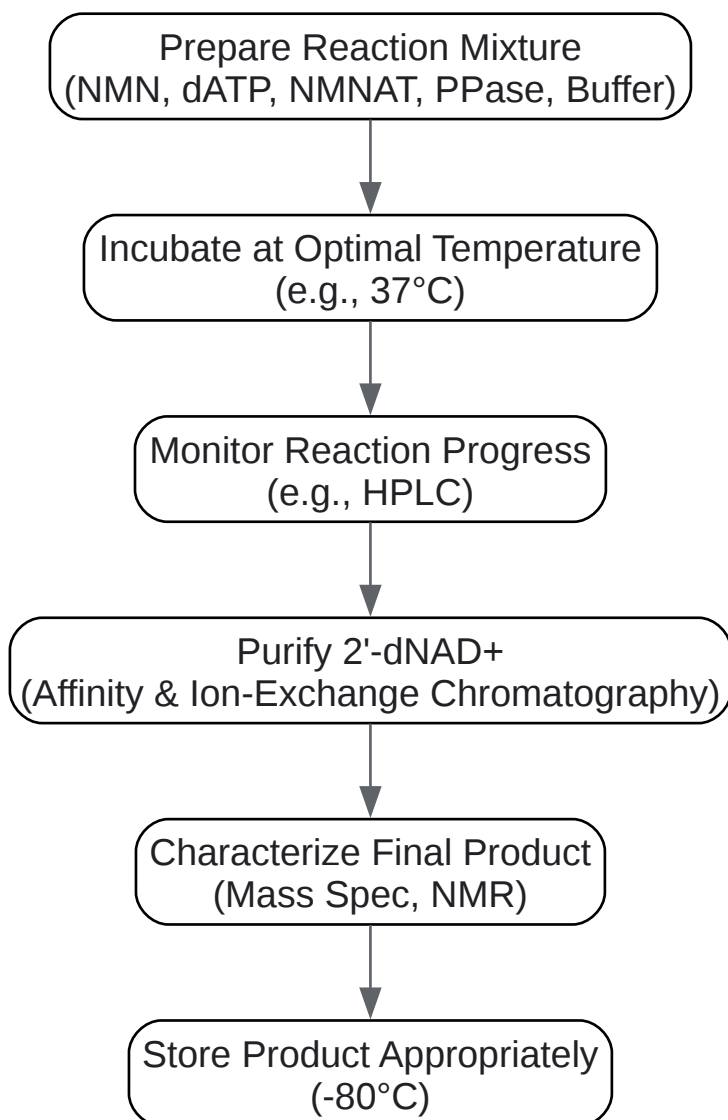 Prepare Reaction Mixture
(NMN, dATP, NMNAT, PPase, Buffer)
Incubate at Optimal Temperature
(e.g., 37°C)
Monitor Reaction Progress
(e.g., HPLC)
Purify 2'-dNAD+
(Affinity & Ion-Exchange Chromatography)
Characterize Final Product
(Mass Spec, NMR)
Store Product Appropriately
(-80°C)